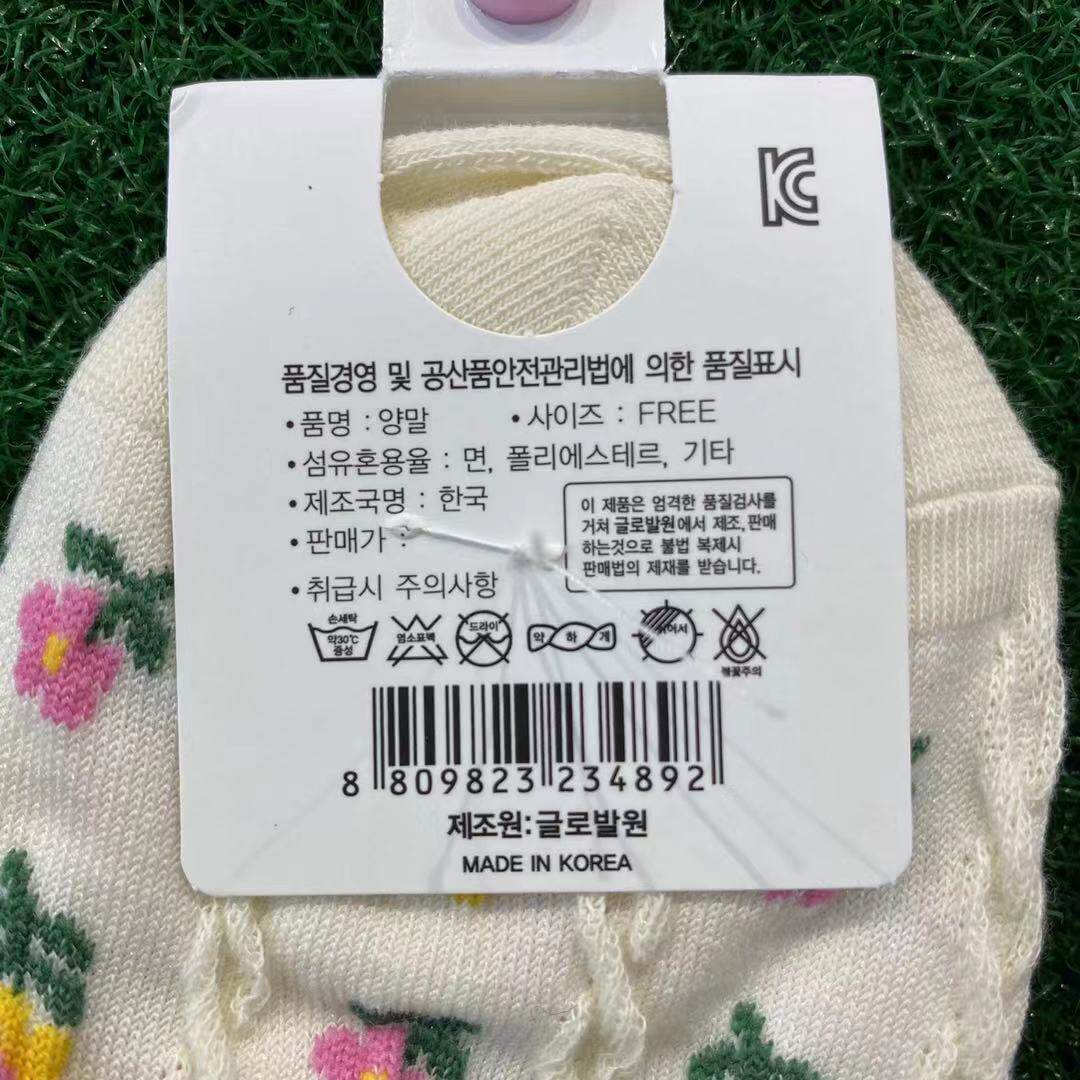 KC
품질경영 및 공산품안전관리법에 의한 품질표시
•품명 :양말 •사이즈 : FREE
•섬유혼용율 : 면, 폴리에스테르, 기타
•제조국명 : 한국
•판매가 :
이 제품은 엄격한 품질검사를
거쳐 글로발원에서 제조, 판매
하는것으로 불법 복제시
판매법의 제재를 받습니다.
•취급시 주의사항
손세탁
약30℃
중성
염소표백
드라이
약하게
뉘어서
불꽃주의
8 809823 234892
제조원:글로발원
MADE IN KOREA